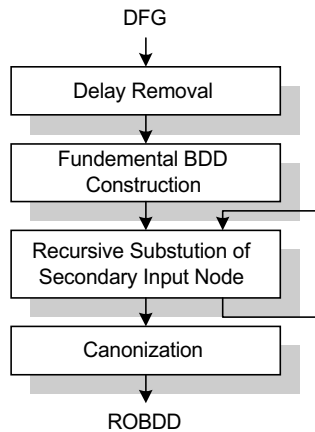 DFG
Delay Removal
Fundemental BDD
Construction
Recursive Substution of
Secondary Input Node
Canonization
ROBDD